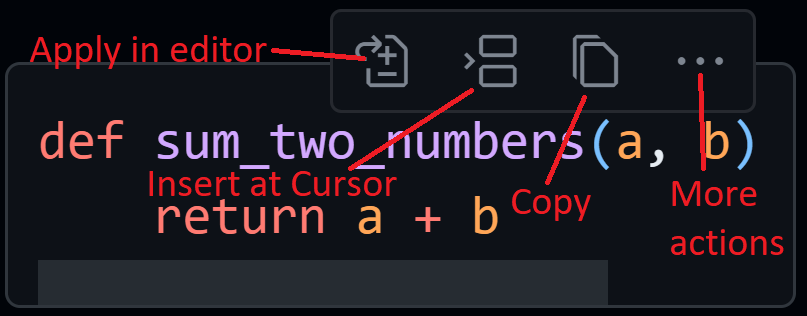 Apply in editor
def sum_two_numbers(a, b)
Insert at Cursor
Copy
More
actions
return a + b